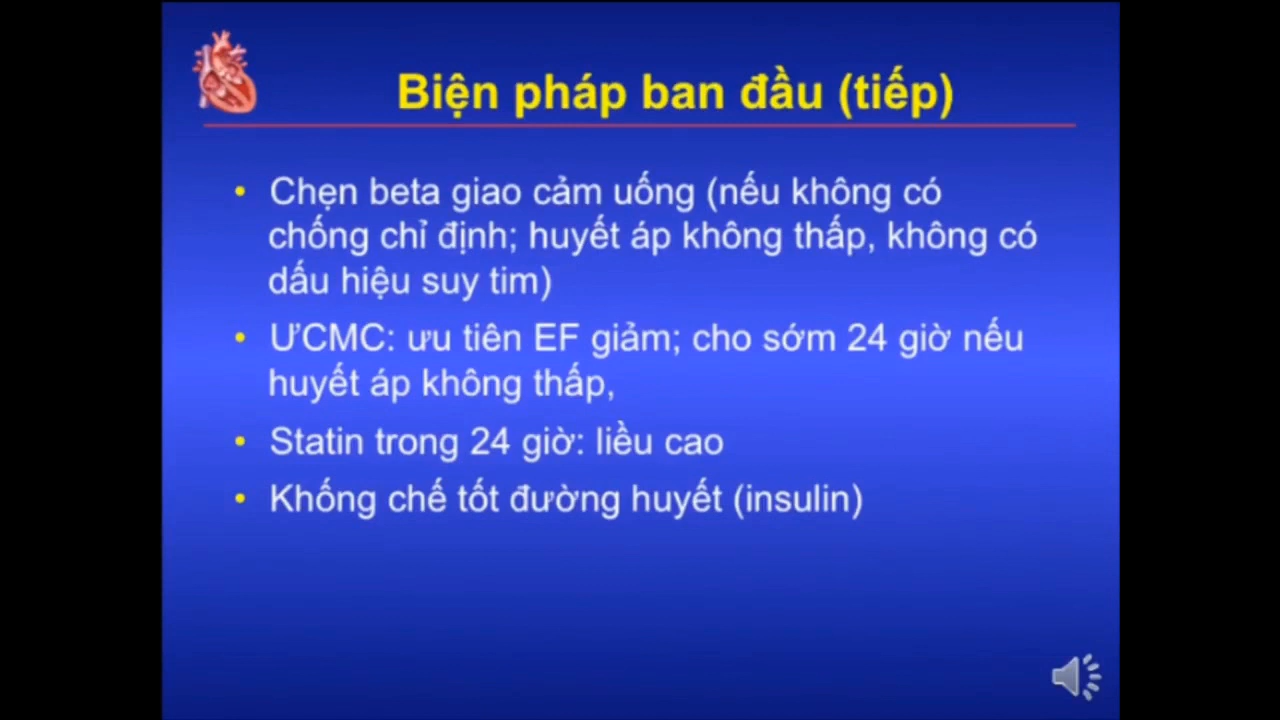 Biện pháp ban đầu (tiếp)
• Chẹn beta giao cảm uống (nếu không có
chống chỉ định; huyết áp không thấp, không có
dấu hiệu suy tim)
• ƯCMC: ưu tiên EF giảm; cho sớm 24 giờ nếu
huyết áp không thấp,
• Statin trong 24 giờ: liều cao
• Khống chế tốt đường huyết (insulin)